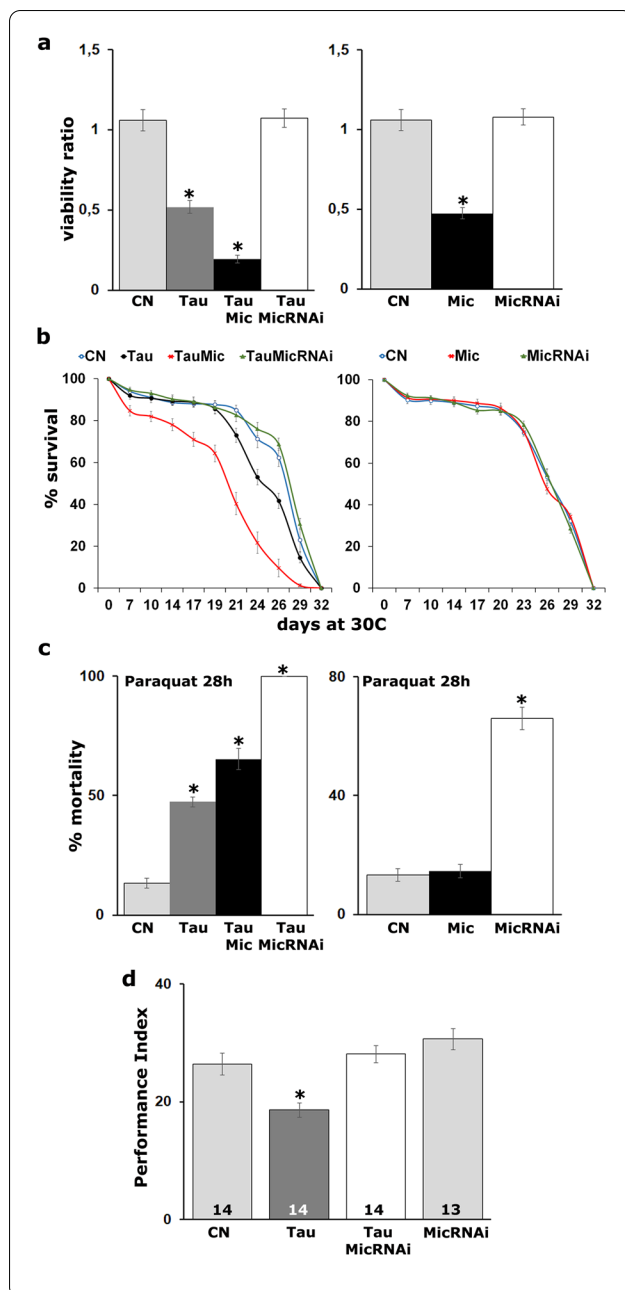 a
1,5
1
0,5
0
viability ratio
*
*
CN
Tau
Tau
Mic
Tau
MicRNAi
1,5
1
0,5
0
*
CN
Mic
MicRNAi
b
CN
Tau
TauMic
TauMicRNAi
100
80
60
40
20
0
% survival
0 7 10 14 17 19 21 24 26 29 32
CN
Mic
MicRNAi
100
80
60
40
20
0
0 7 10 14 17 20 23 26 29 32
days at 30C
c
100
50
0
% mortality
Paraquat 28h
*
*
*
CN
Tau
Tau
Mic
Tau
MicRNAi
80
40
0
Paraquat 28h
*
CN
Mic
MicRNAi
d
40
20
0
Performance Index
*
14 14 14 13
CN
Tau
Tau
MicRNAi
MicRNAi